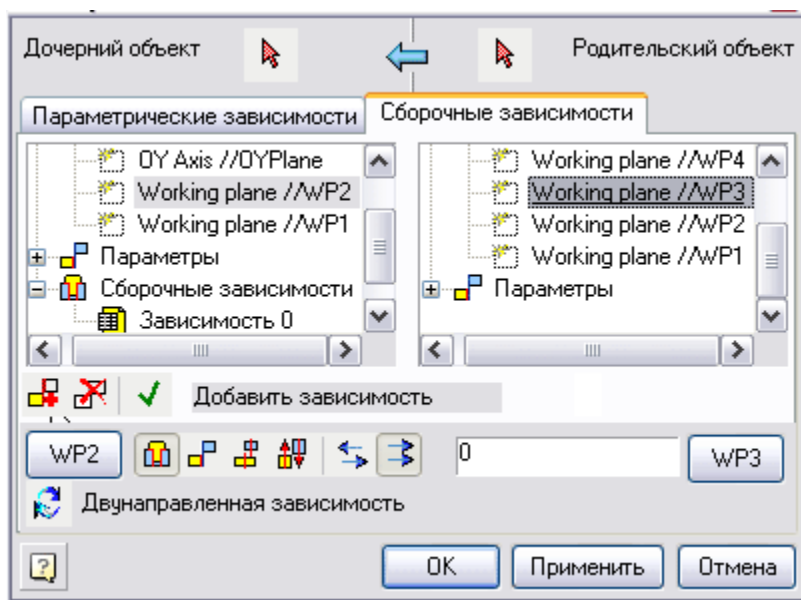 Дочерний объект
Родительский объект
Параметрические зависимости
Сборочные зависимости
OY Axis //OYPlane
Working plane //WP2
Working plane //WP1
Параметры
Сборочные зависимости
Зависимость 0
Working plane //WP4
Working plane //WP3
Working plane //WP2
Working plane //WP1
Параметры
Добавить зависимость
WP2
0
WP3
Двунаправленная зависимость
?
OK
Применить
Отмена